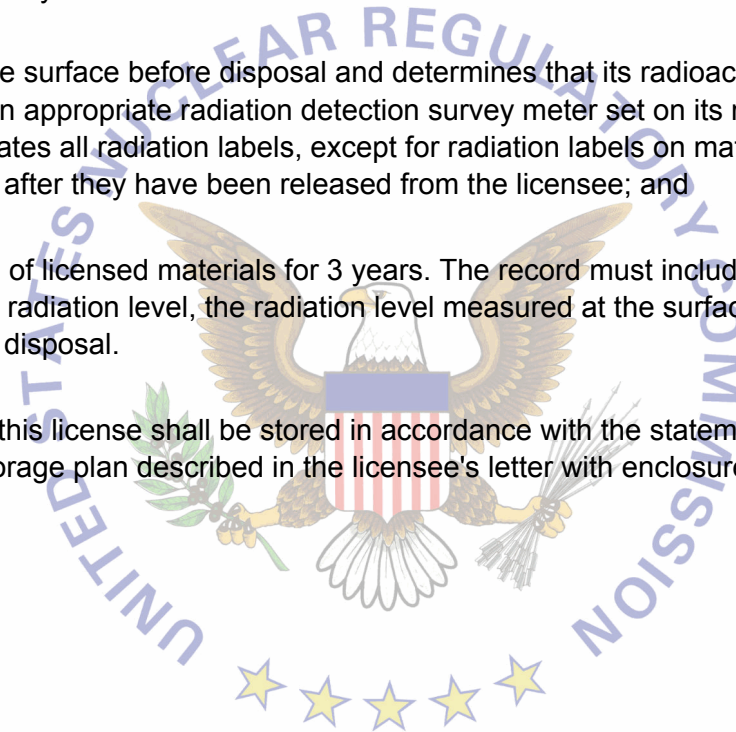 e surface before disposal and determines that its radioac
n appropriate radiation detection survey meter set on its
ates all radiation labels, except for radiation labels on mat
after they have been released from the licensee; and
of licensed materials for 3 years. The record must includ
radiation level, the radiation level measured at the surfac
disposal.
this license shall be stored in accordance with the statem
orage plan described in the licensee's letter with enclosure
UNITED STATES NUCLEAR REGULATORY COMMISSION